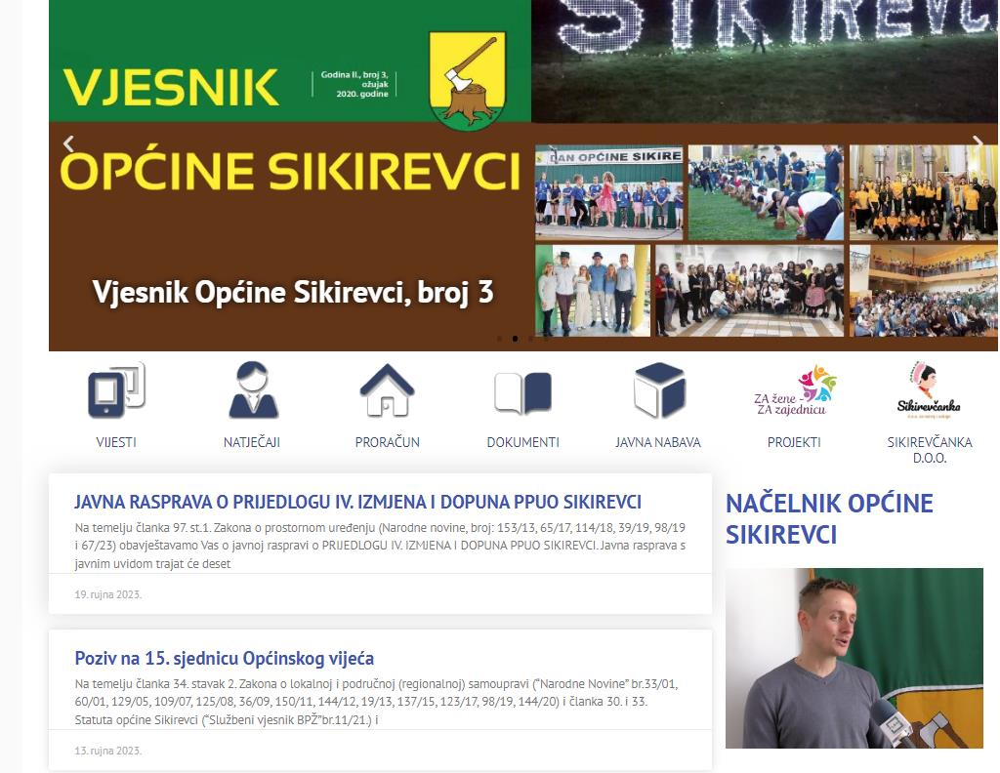 SIKIREVCI
VJESNIK
Godina II., broj 3,
ožujak
2020. godine
OPĆINE SIKIREVCI
DAN OPĆINE SIKIRE
Vjesnik Općine Sikirevci, broj 3
ZA žene -
ZA zajednicu
Sikirevčanka
VIJESTI
NATJEČAJI
PRORAČUN
DOKUMENTI
JAVNA NABAVA
PROJEKTI
SIKIREVČANKA
D.O.O.
JAVNA RASPRAVA O PRIJEDLOGU IV. IZMJENA I DOPUNA PPUO SIKIREVCI
Na temelju članka 97. st.1. Zakona o prostornom uređenju (Narodne novine, broj: 153/13, 65/17, 114/18, 39/19, 98/19
i 67/23) obavještavamo Vas o javnoj raspravi o PRIJEDLOGU IV. IZMJENA I DOPUNA PPUO SIKIREVCI. Javna rasprava s
javnim uvidom trajat će deset
19. rujna 2023.
Poziv na 15. sjednicu Općinskog vijeća
Na temelju članka 34. stavak 2. Zakona o lokalnoj i područnoj (regionalnoj) samoupravi (“Narodne Novine” br.33/01,
60/01, 129/05, 109/07, 125/08, 36/09, 150/11, 144/12, 19/13, 137/15, 123/17, 98/19, 144/20) i članka 30. i 33.
Statuta općine Sikirevci (“Službeni vjesnik BPŽ”br.11/21.) i
13. rujna 2023.
NAČELNIK OPĆINE
SIKIREVCI